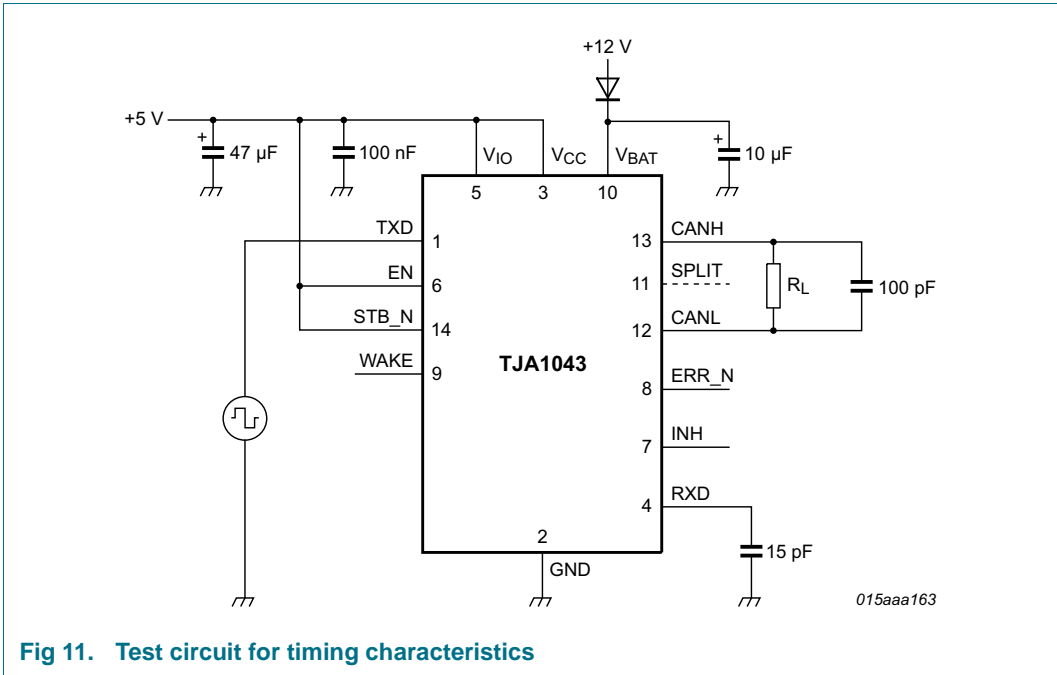 +12 V
+5 V
+
47 µF
100 nF
VIO
VCC
VBAT
+
10 µF
5
3
10
TXD
1
13
CANH
EN
6
11
SPLIT
RL
100 pF
STB_N
14
12
CANL
WAKE
9
TJA1043
8
ERR_N
7
INH
4
RXD
2
GND
15 pF
015aaa163
Fig 11. Test circuit for timing characteristics